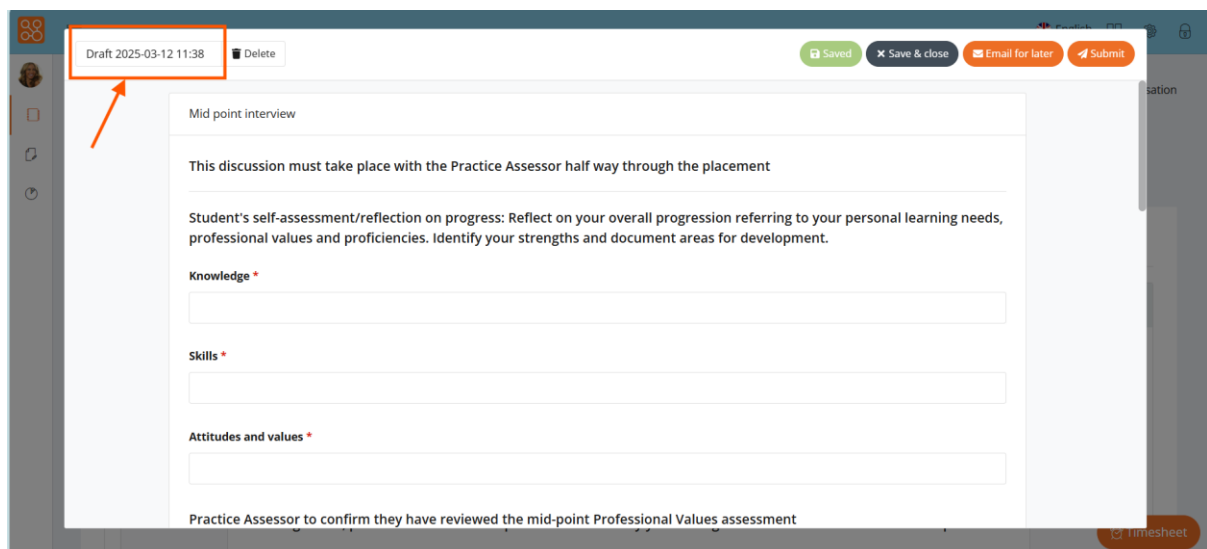 English
Draft 2025-03-12 11:38
Delete
Saved
Save & close
Email for later
Submit
sation
Mid point interview
This discussion must take place with the Practice Assessor half way through the placement
Student's self-assessment/reflection on progress: Reflect on your overall progression referring to your personal learning needs,
professional values and proficiencies. Identify your strengths and document areas for development.
Knowledge *
Skills *
Attitudes and values *
Practice Assessor to confirm they have reviewed the mid-point Professional Values assessment
Timesheet